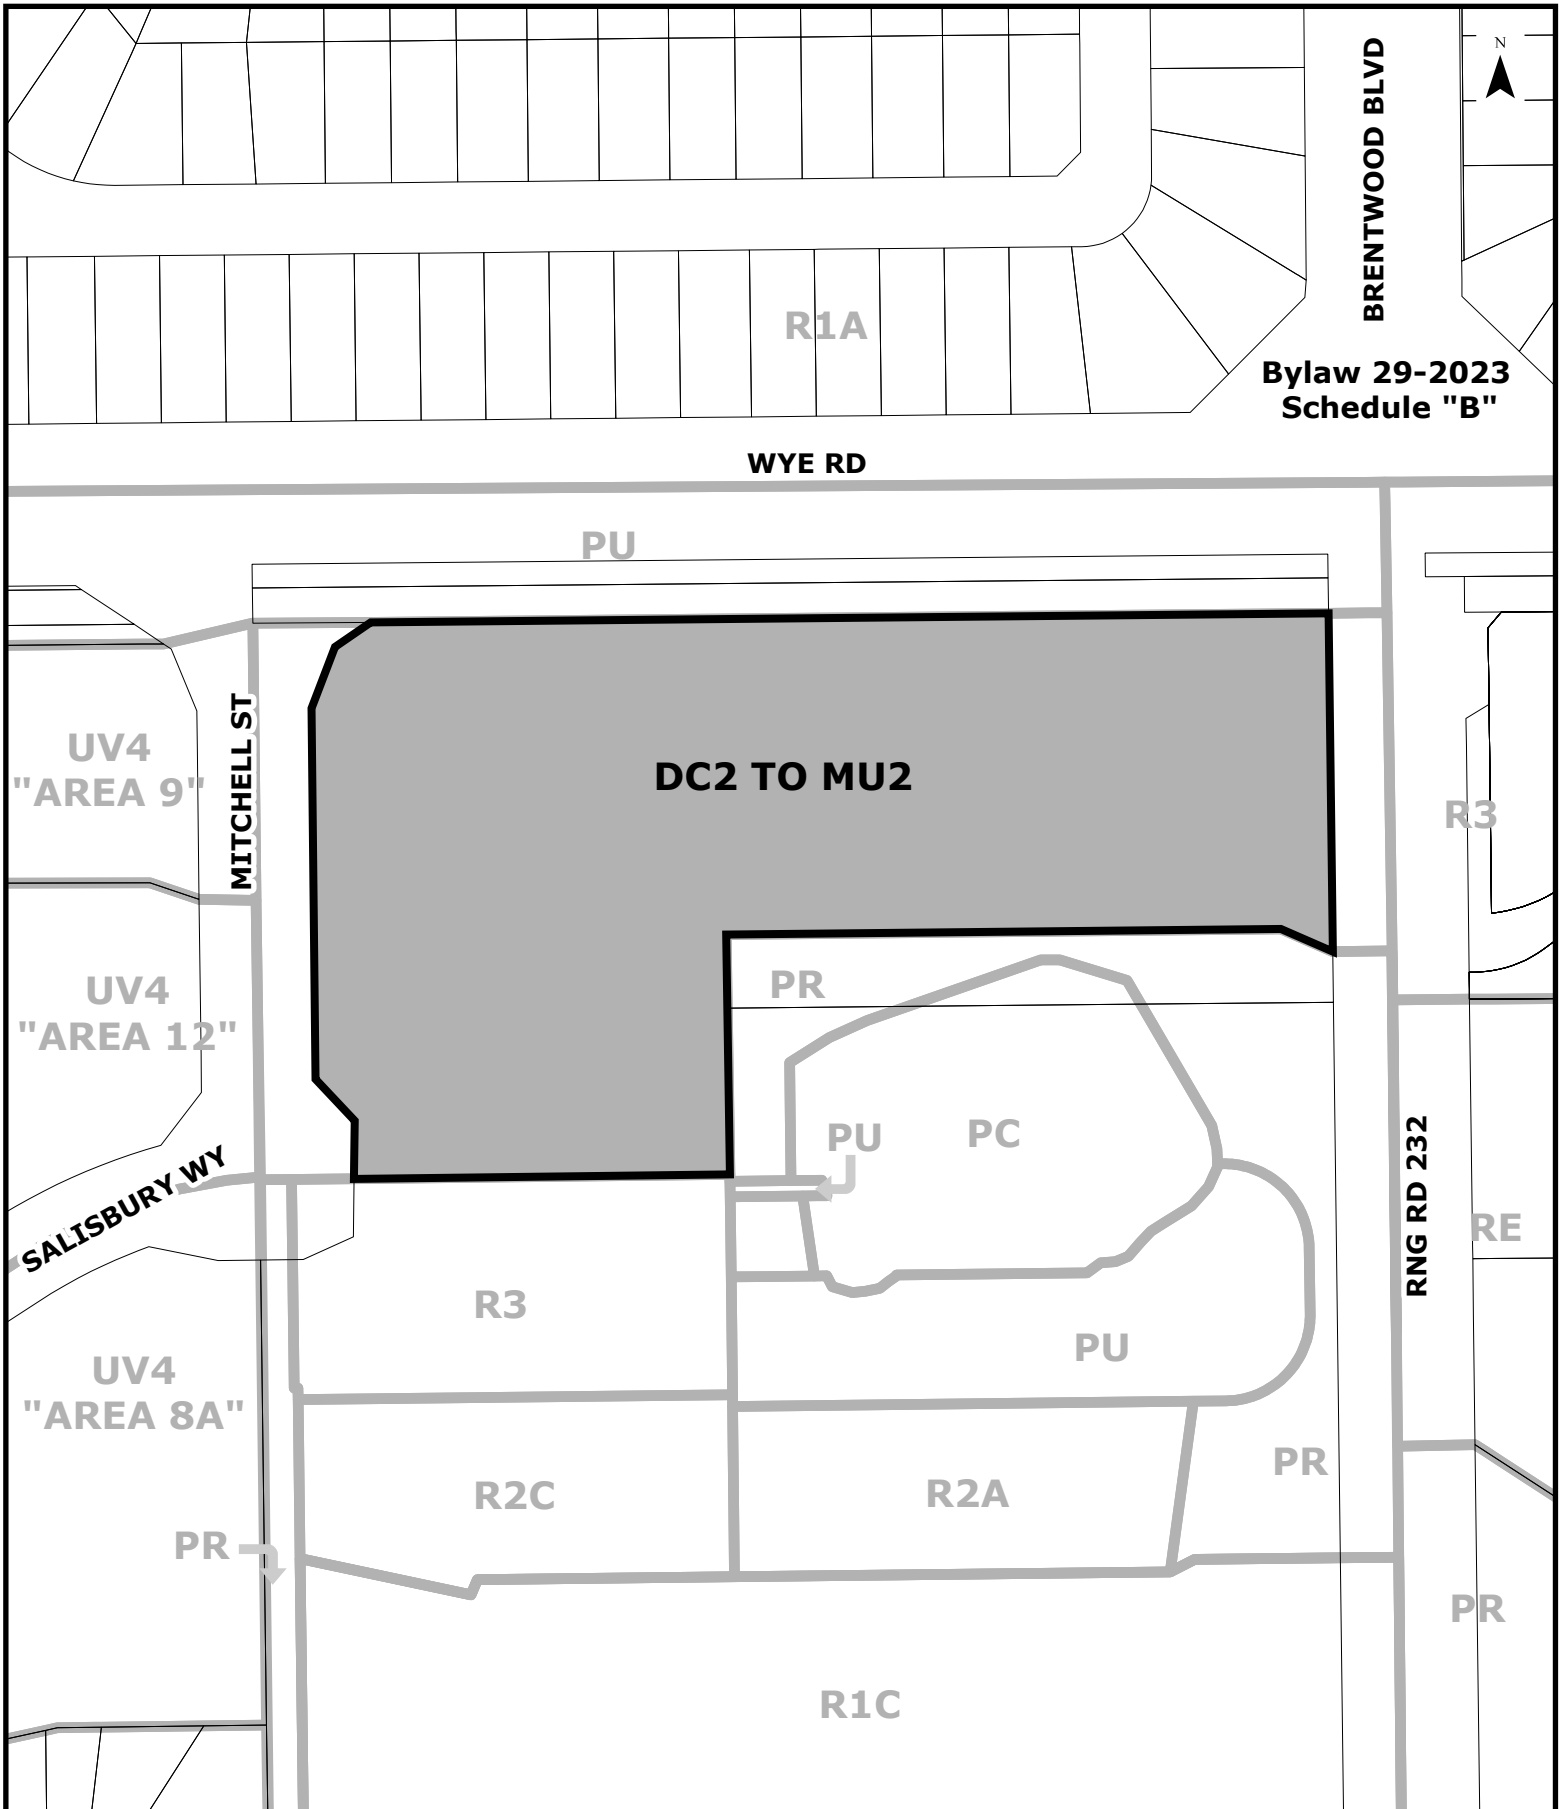 N
BRENTWOOD BLVD
R1A
Bylaw 29-2023
Schedule "B"
WYE RD
PU
UV4
"AREA 9"
MITCHELL ST
DC2 TO MU2
R3
UV4
"AREA 12"
PR
PU
PC
SALISBURY WY
RNG RD 232
RE
R3
PU
UV4
"AREA 8A"
PR
R2C
R2A
PR
PR
R1C